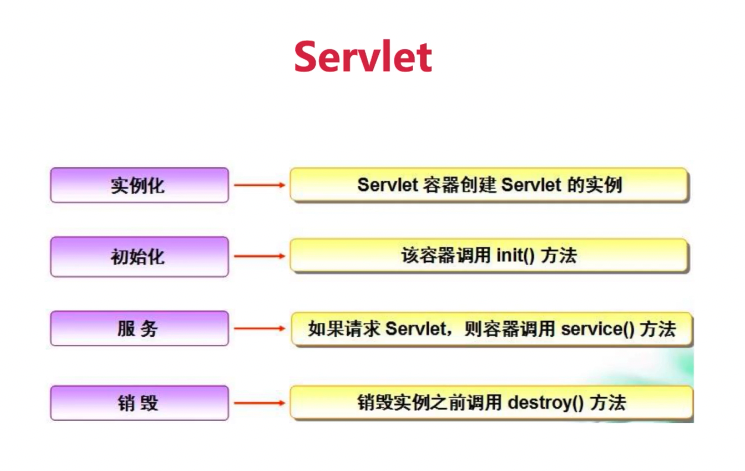 Servlet
实例化
Servlet 容器创建 Servlet 的实例
初始化
该容器调用 init() 方法
服 务
如果请求 Servlet，则容器调用 service() 方法
销 毁
销毁实例之前调用 destroy() 方法